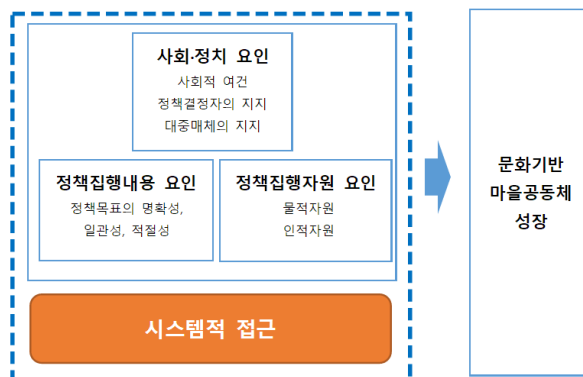 사회·정치 요인
사회적 여건
정책결정자의 지지
대중매체의 지지
정책집행내용 요인
정책목표의 명확성,
일관성, 적절성
정책집행자원 요인
물적자원
인적자원
시스템적 접근
문화기반
마을공동체
성장